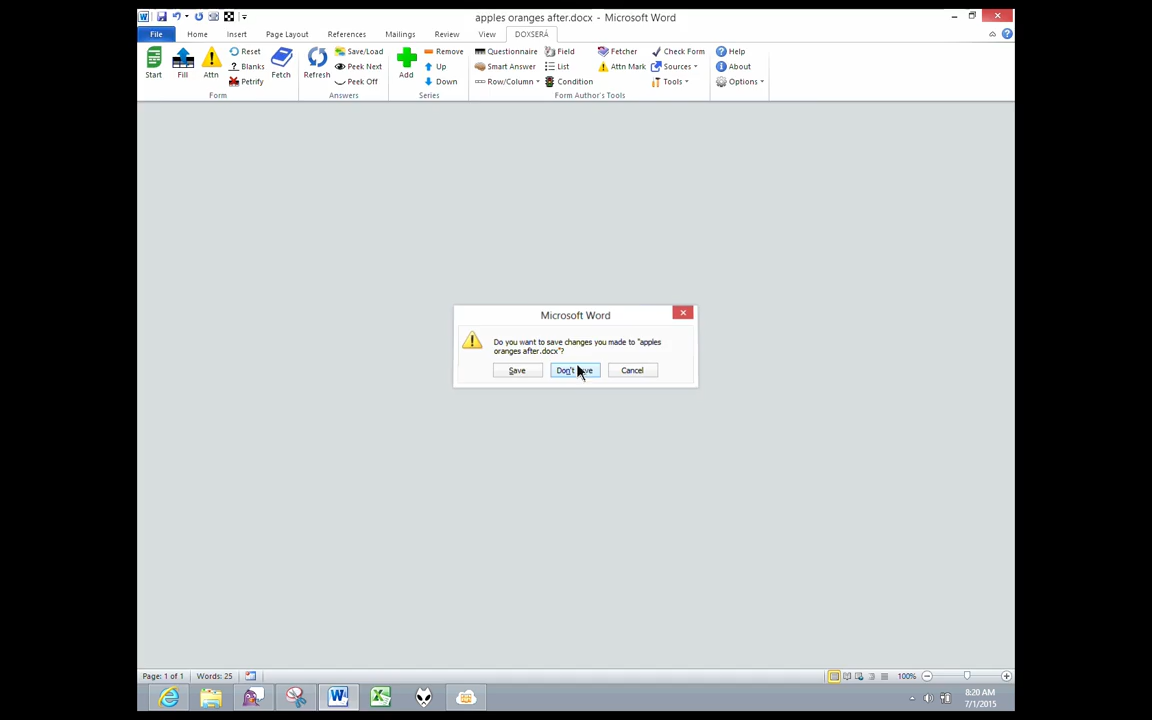 apples oranges after.docx - Microsoft Word
File Home Insert Page Layout References Mailings Review View DOXSERÁ
Start Fill Attn Reset Blanks Petrify Fetch Form
Refresh Save/Load Peek Next Peek Off Answers
Add Remove Up Down Series
Questionnaire Field Fetcher Check Form
Smart Answer List Attn Mark Sources
Row/Column Condition Tools
Form Author's Tools
Help
About
Options
Microsoft Word
Do you want to save changes you made to "apples
oranges after.docx"?
Save Don't Cancel
Page: 1 of 1 Words: 25 100%
8:20 AM
7/1/2015